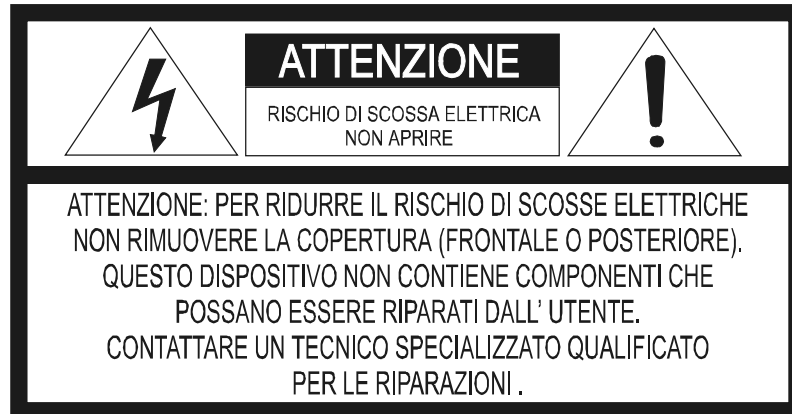 ATTENZIONE
RISCHIO DI SCOSSA ELETTRICA
NON APRIRE
ATTENZIONE: PER RIDURRE IL RISCHIO DI SCOSSE ELETTRICHE
NON RIMUOVERE LA COPERTURA (FRONTALE O POSTERIORE).
QUESTO DISPOSITIVO NON CONTIENE COMPONENTI CHE
POSSANO ESSERE RIPARATI DALL' UTENTE.
CONTATTARE UN TECNICO SPECIALIZZATO QUALIFICATO
PER LE RIPARAZIONI .